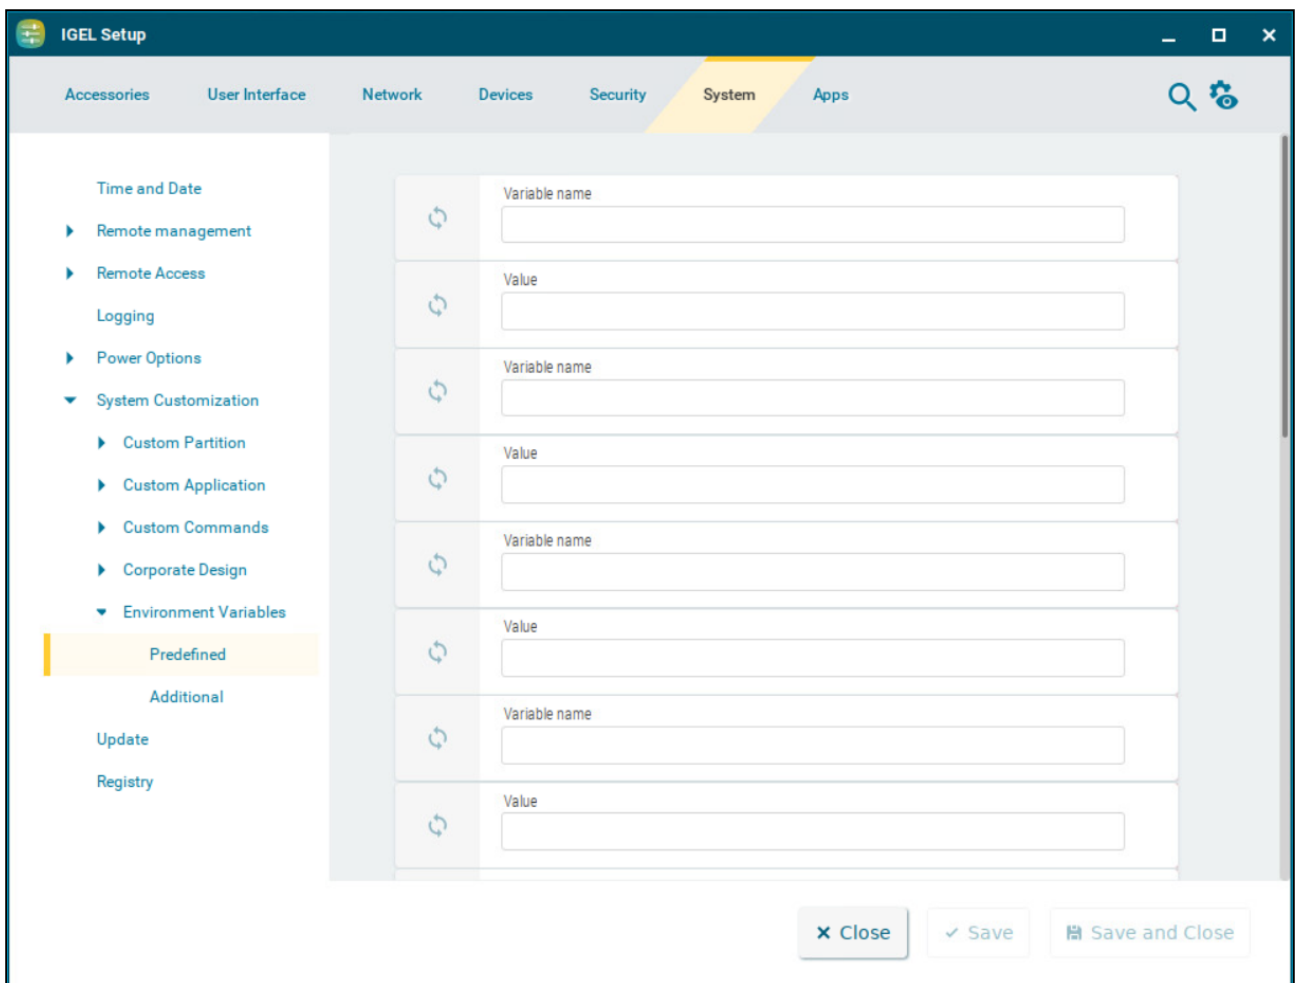 IGEL Setup
Accessories User Interface Network Devices Security System Apps
Time and Date
Remote management
Remote Access
Logging
Power Options
System Customization
Custom Partition
Custom Application
Custom Commands
Corporate Design
Environment Variables
Predefined
Additional
Update
Registry
Variable name
Value
Variable name
Value
Variable name
Value
Variable name
Value
Close Save Save and Close